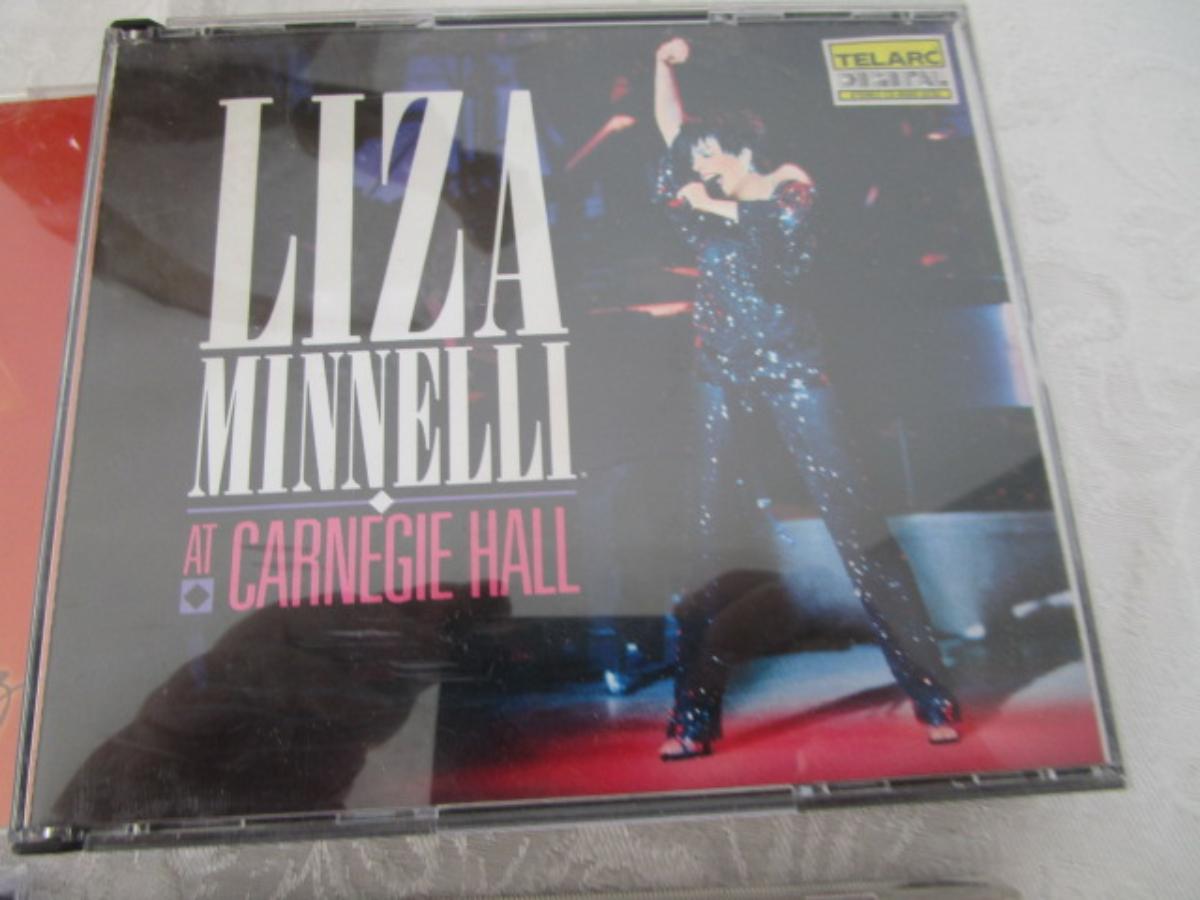 LIZA
MINNELLI
AT CARNEGIE HALL
TELARC
DIGITAL